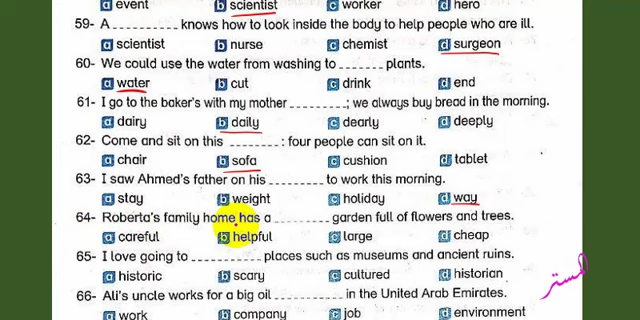 a event b scientist c worker d hero
59- A _________ knows how to look inside the body to help people who are ill.
a scientist b nurse c chemist d surgeon
60- We could use the water from washing to _______ plants.
a water b cut c drink d end
61- I go to the baker's with my mother _________; we always buy bread in the morning.
a dairy b daily c dearly d deeply
62- Come and sit on this ________: four people can sit on it.
a chair b sofa c cushion d tablet
63- I saw Ahmed's father on his _________ to work this morning.
a stay b weight c holiday d way
64- Roberta's family home has a _________ garden full of flowers and trees.
a careful b helpful c large d cheap
65- I love going to __________ places such as museums and ancient ruins.
a historic b scary c cultured d historian
66- Ali's uncle works for a big oil _________ in the United Arab Emirates.
a work b company c job d environment
المستر